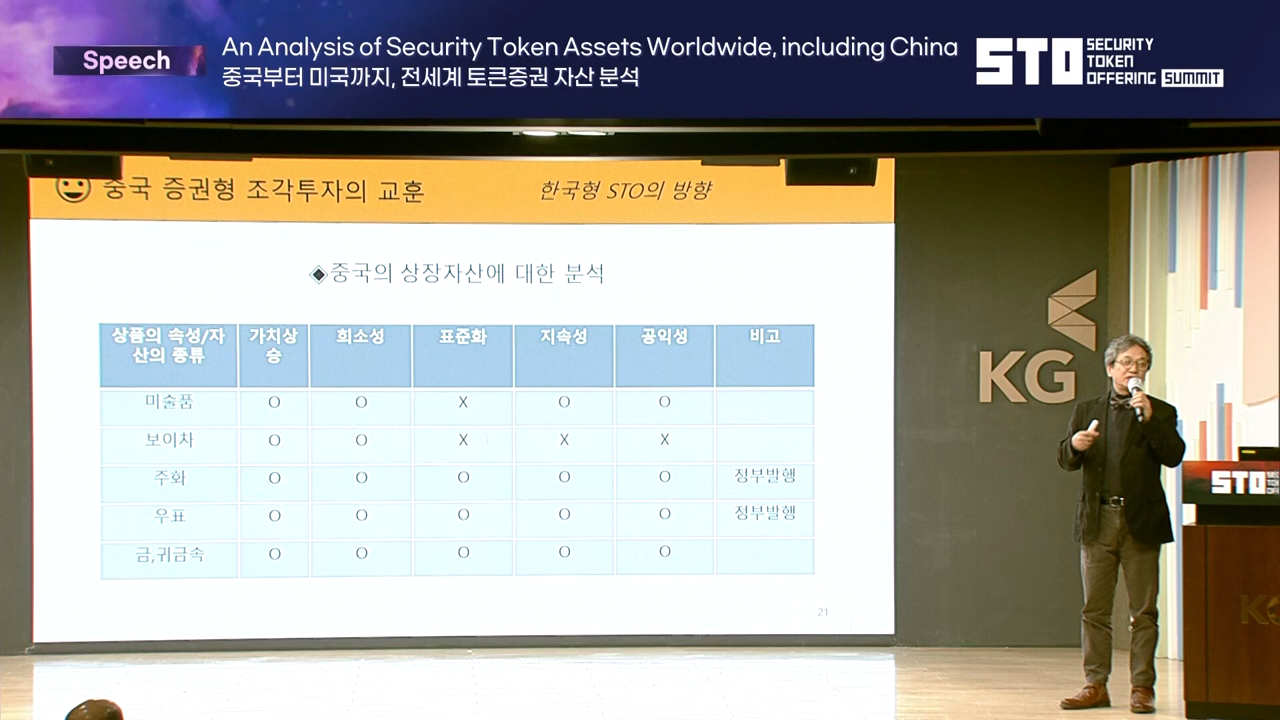 Speech
An Analysis of Security Token Assets Worldwide, including China
중국부터 미국까지, 전세계 토큰증권 자산 분석
STO SECURITY
TOKEN
OFFERING SUMMIT
중국 증권형 조각투자의 교훈
한국형 STO의 방향
◈중국의 상장자산에 대한 분석
상품의 속성/자산의 종류 가치상승 희소성 표준화 지속성 공익성 비고
미술품 O O X O O
보이차 O O X X X
주화 O O O O O 정부발행
우표 O O O O O 정부발행
금,귀금속 O O O O O
21
KG
STO